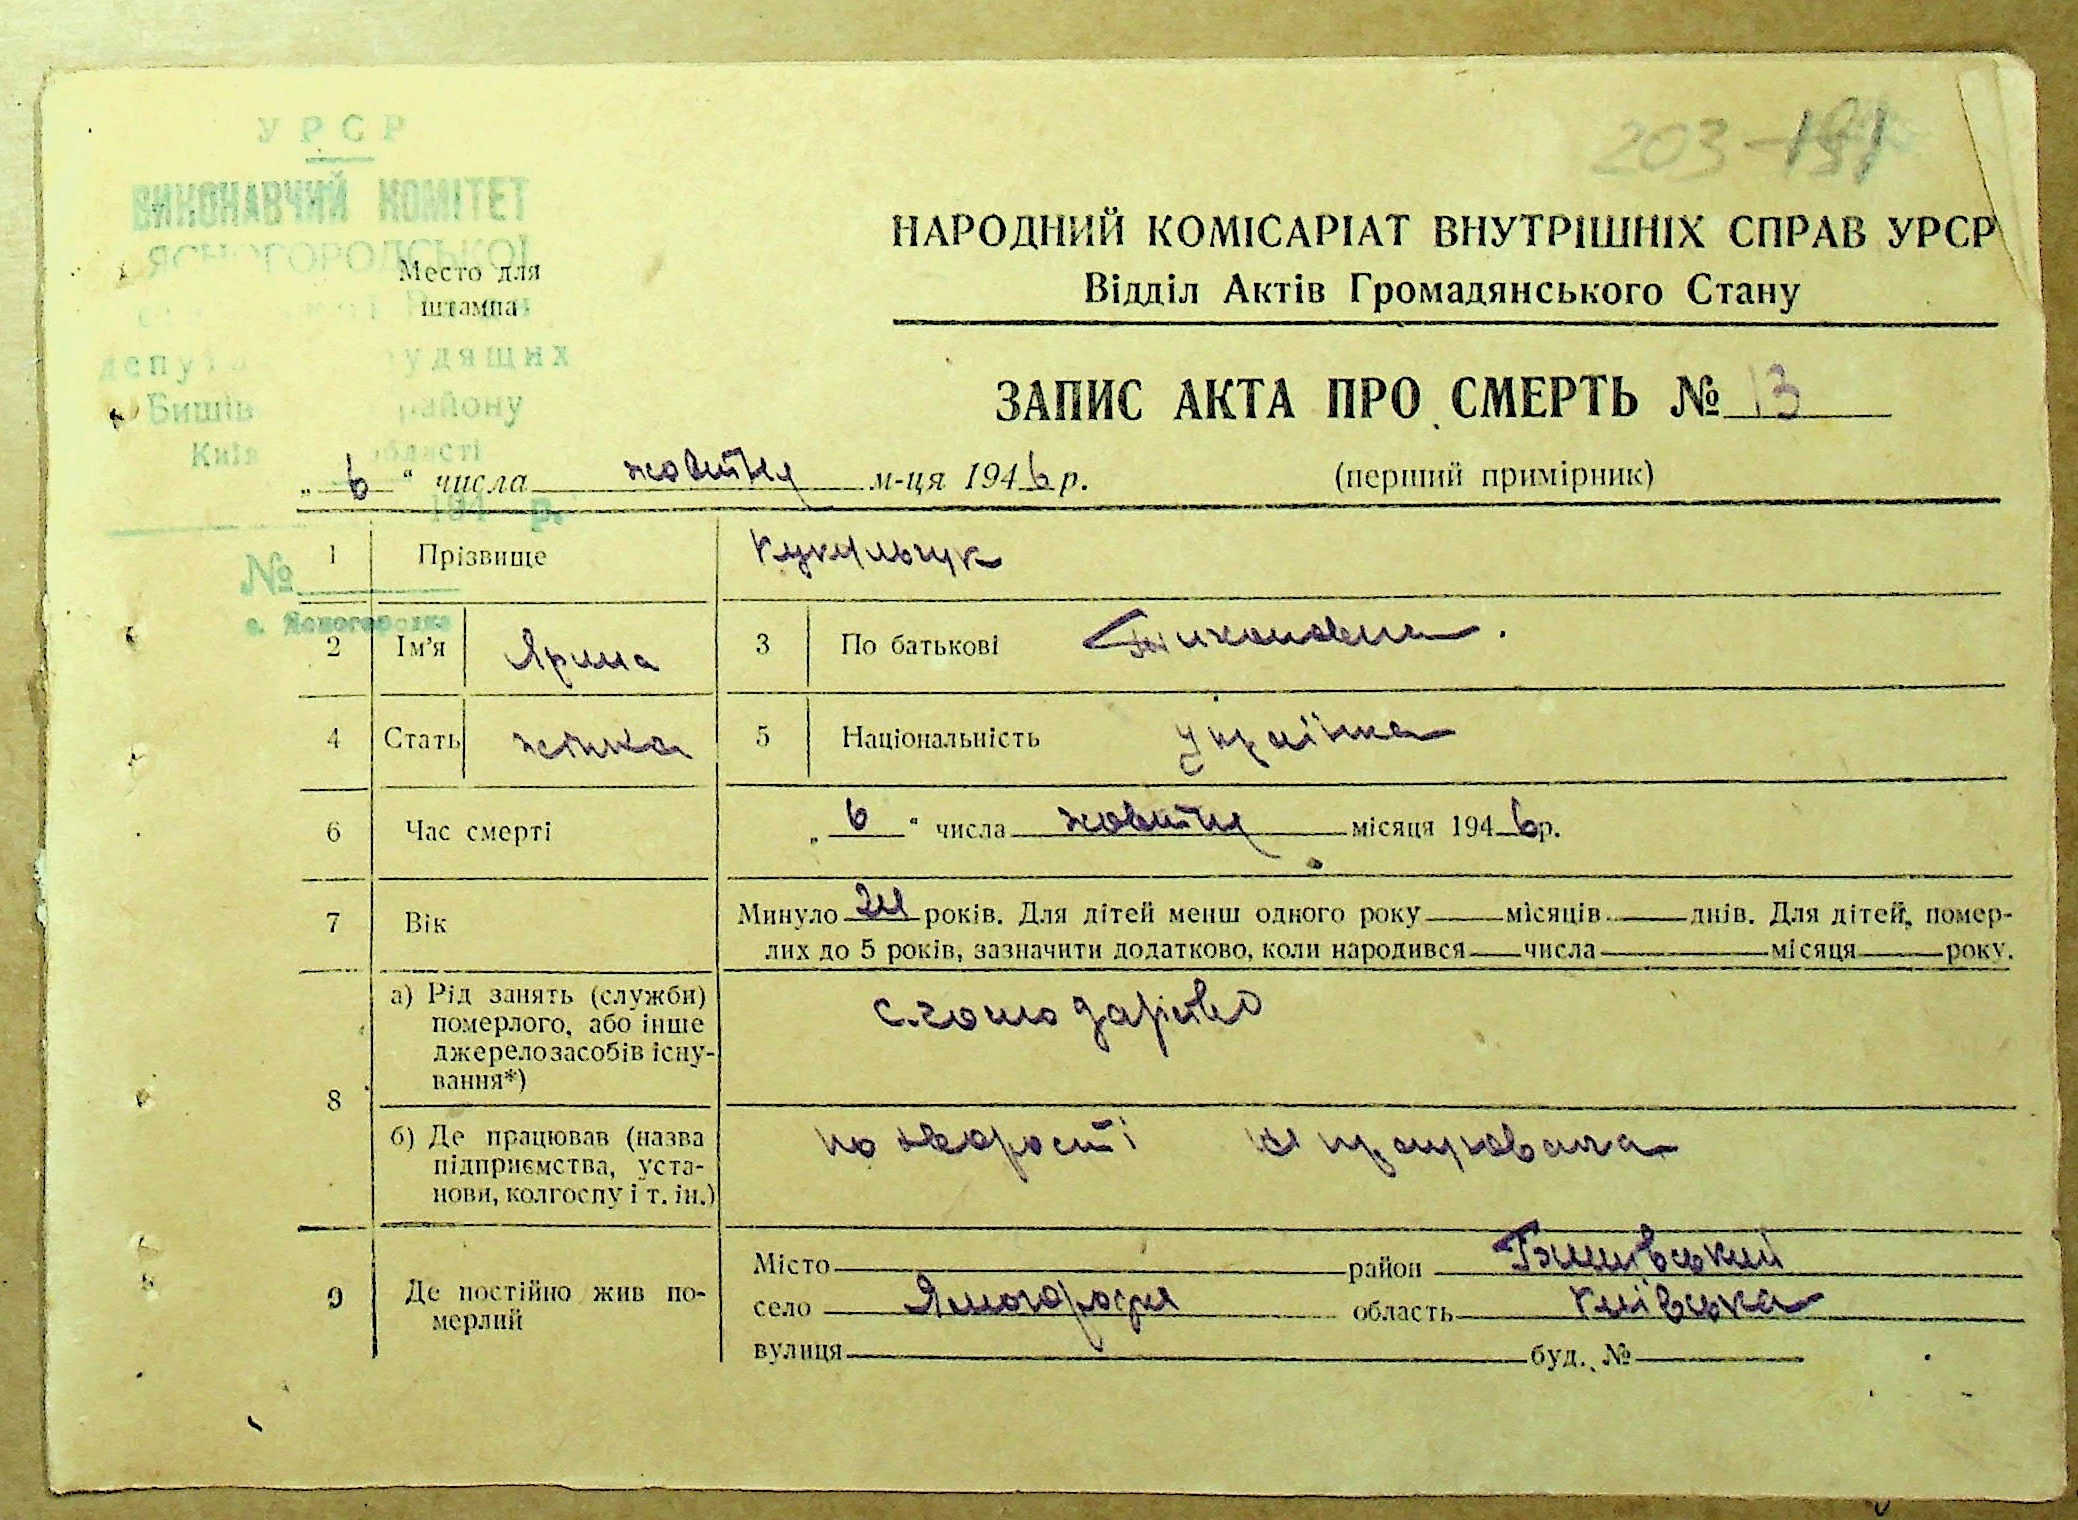 УРСР
ВИКОНАВЧИЙ КОМІТЕТ
ЯСНОГОРОДСЬКОЇ
Место для
штампа
трудящих
району
області
194 р.
№
с. Ясногородка
203-
НАРОДНИЙ КОМІСАРІАТ ВНУТРІШНІХ СПРАВ УРСР
Відділ Актів Громадянського Стану
ЗАПИС АКТА ПРО СМЕРТЬ № 13
„ 6 “ числа жовтня м-ця 1946 р. (перший примірник)
1 Прізвище Кукульчук
2 Ім'я Ярина 3 По батькові Тихоновна.
4 Стать жінка 5 Національність українка
6 Час смерті „ 6 “ числа жовтня місяця 1946 р.
7 Вік Минуло років. Для дітей менш одного року місяців днів. Для дітей, помер-
лих до 5 років, зазначити додатково, коли народився числа місяця року.
8 а) Рід занять (служби)
померлого, або інше
джерело засобів існу-
вання*)
с. господарство
б) Де працював (назва
підприємства, уста-
нови, колгоспу і т. ін.)
по хворості не працювала
9 Де постійно жив по-
мерлий
Місто район Бишівський
село Ясногородка область Київська
вулиця буд. №